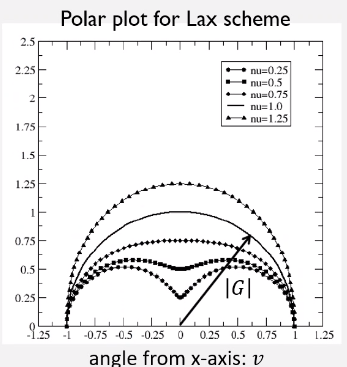 Polar plot for Lax scheme
2.5
2.25
2
1.75
1.5
1.25
1
0.75
0.5
0.25
0
nu=0.25
nu=0.5
nu=0.75
nu=1.0
nu=1.25
|G|
-1.25 -1 -0.75 -0.5 -0.25 0 0.25 0.5 0.75 1 1.25
angle from x-axis: v